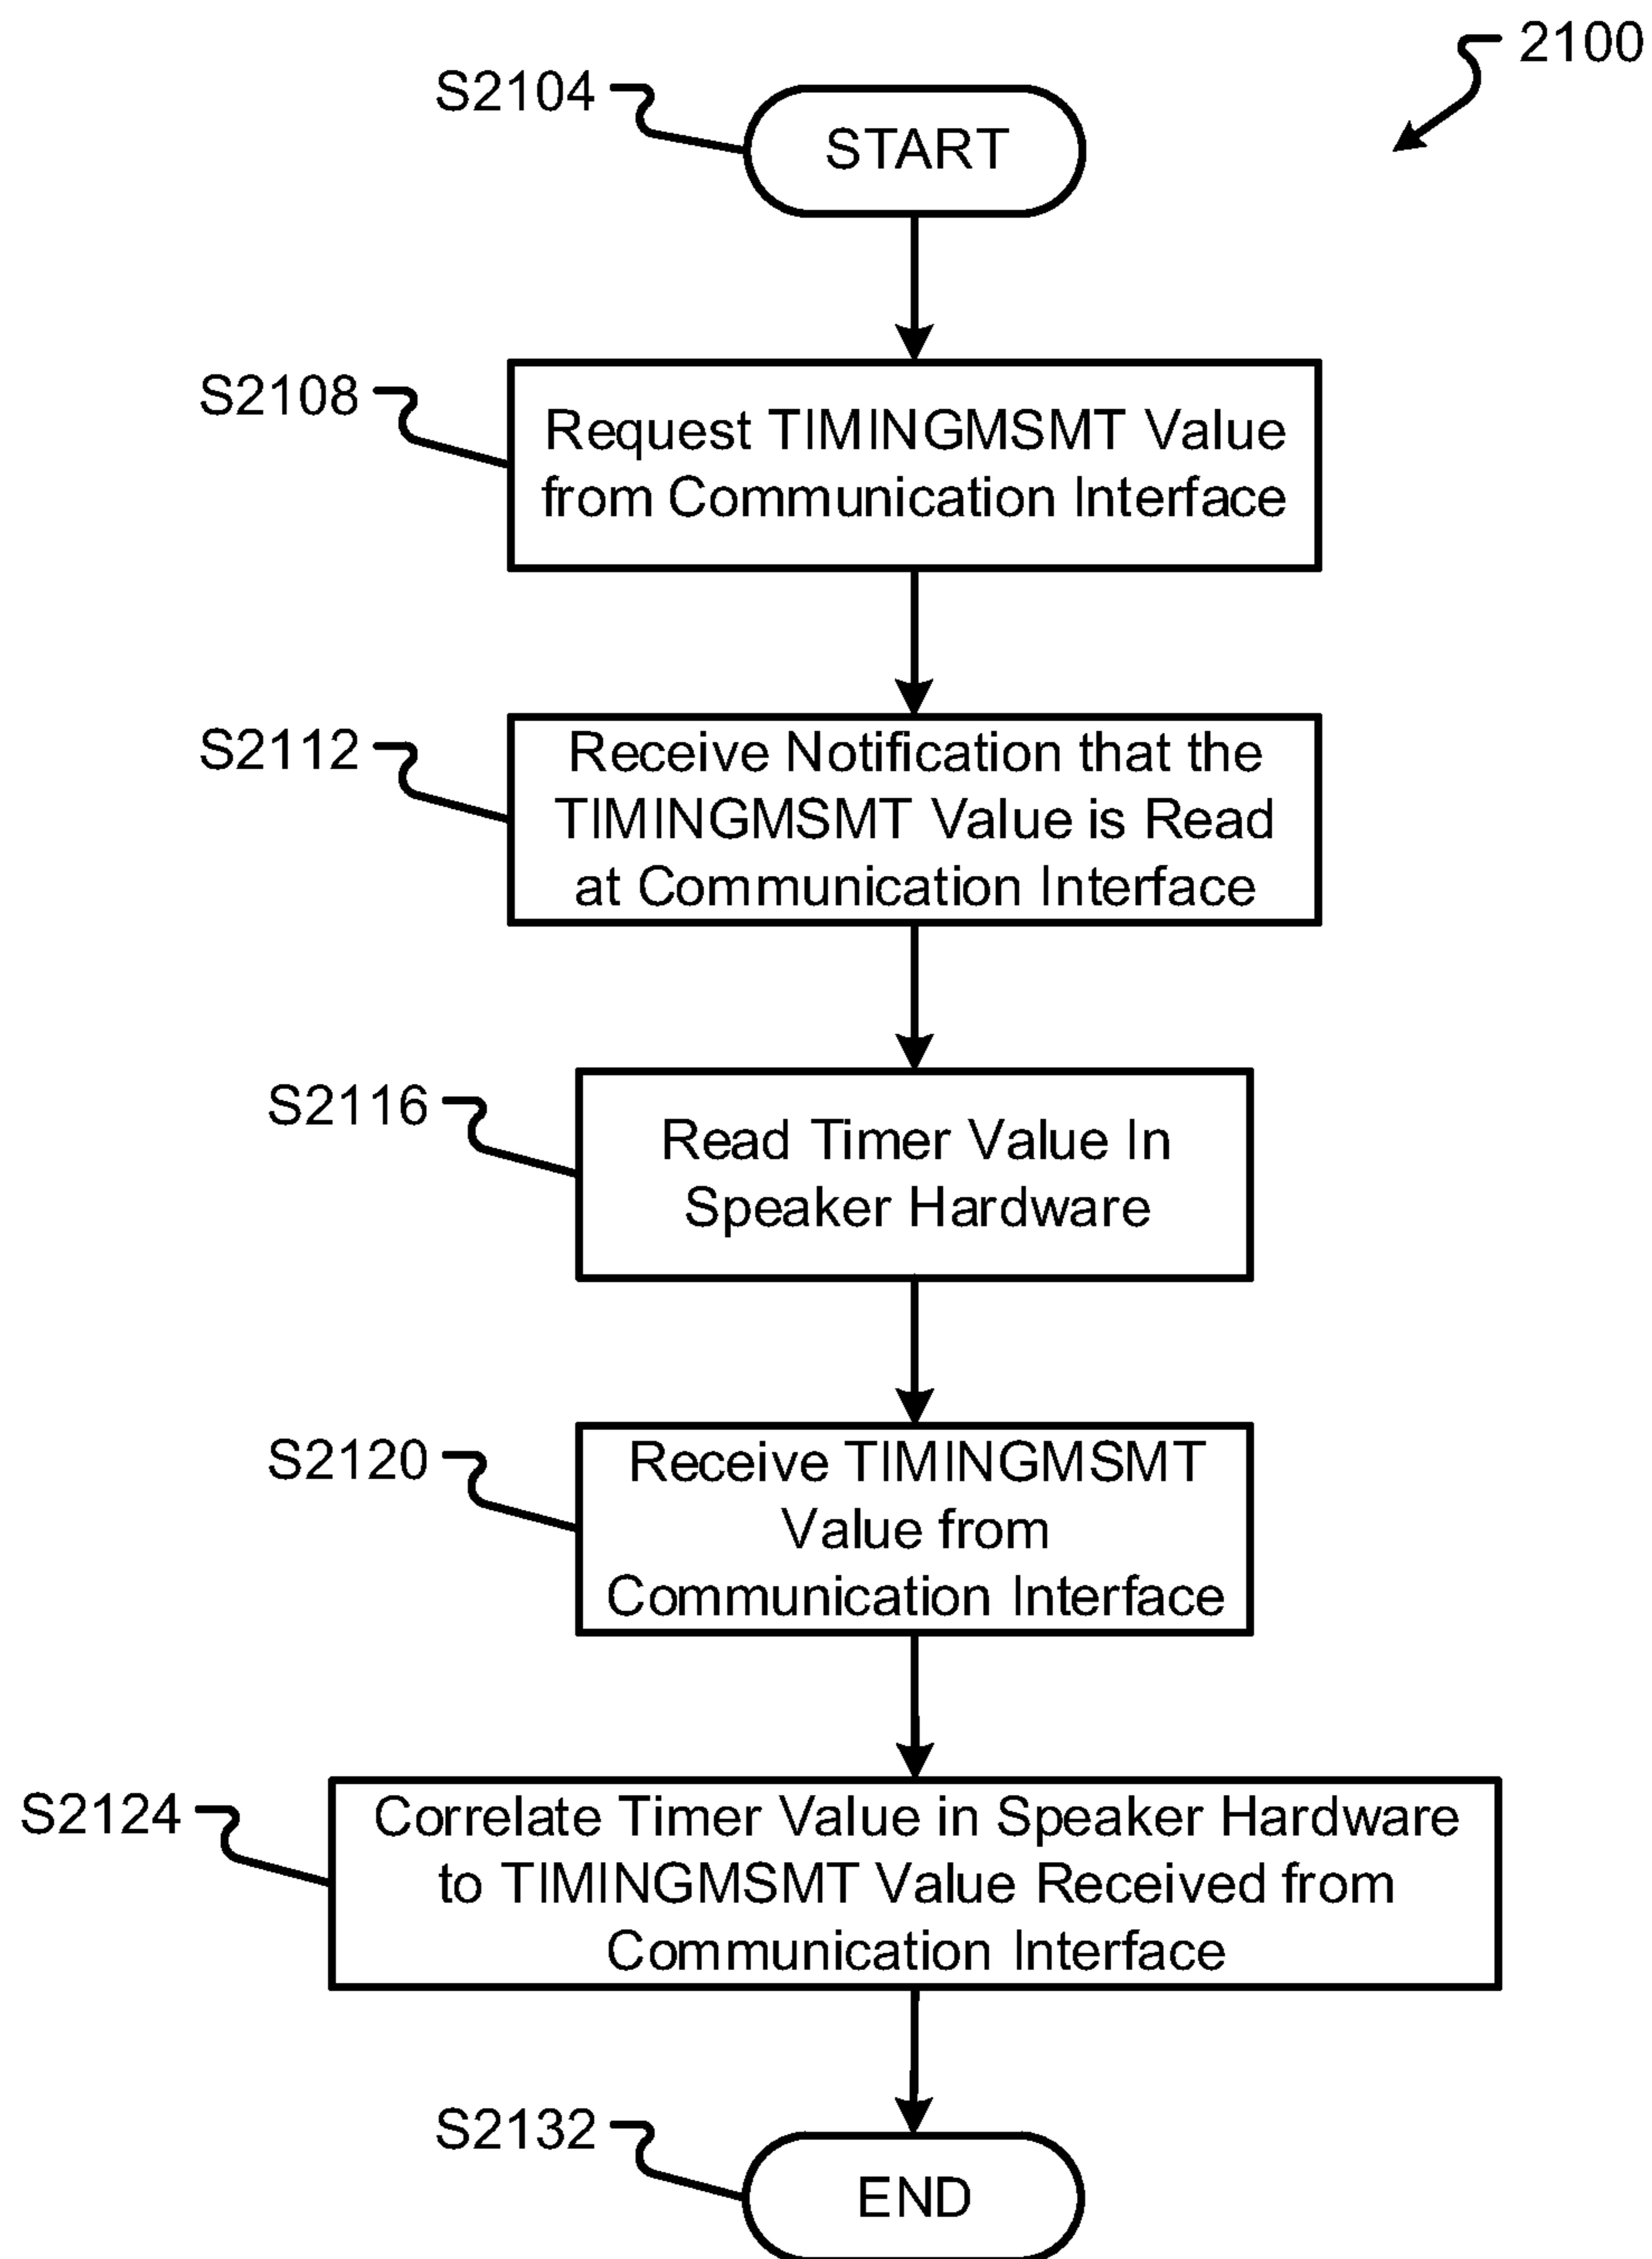 2100
S2104
START
S2108
Request TIMINGMSMT Value
from Communication Interface
S2112
Receive Notification that the
TIMINGMSMT Value is Read
at Communication Interface
S2116
Read Timer Value In
Speaker Hardware
S2120
Receive TIMINGMSMT
Value from
Communication Interface
S2124
Correlate Timer Value in Speaker Hardware
to TIMINGMSMT Value Received from
Communication Interface
S2132
END